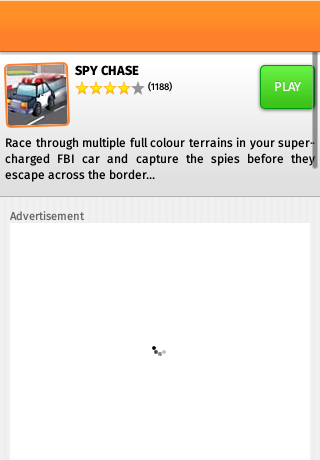 SPY CHASE
(1188)
PLAY
Race through multiple full colour terrains in your super-
charged FBI car and capture the spies before they
escape across the border...
Advertisement